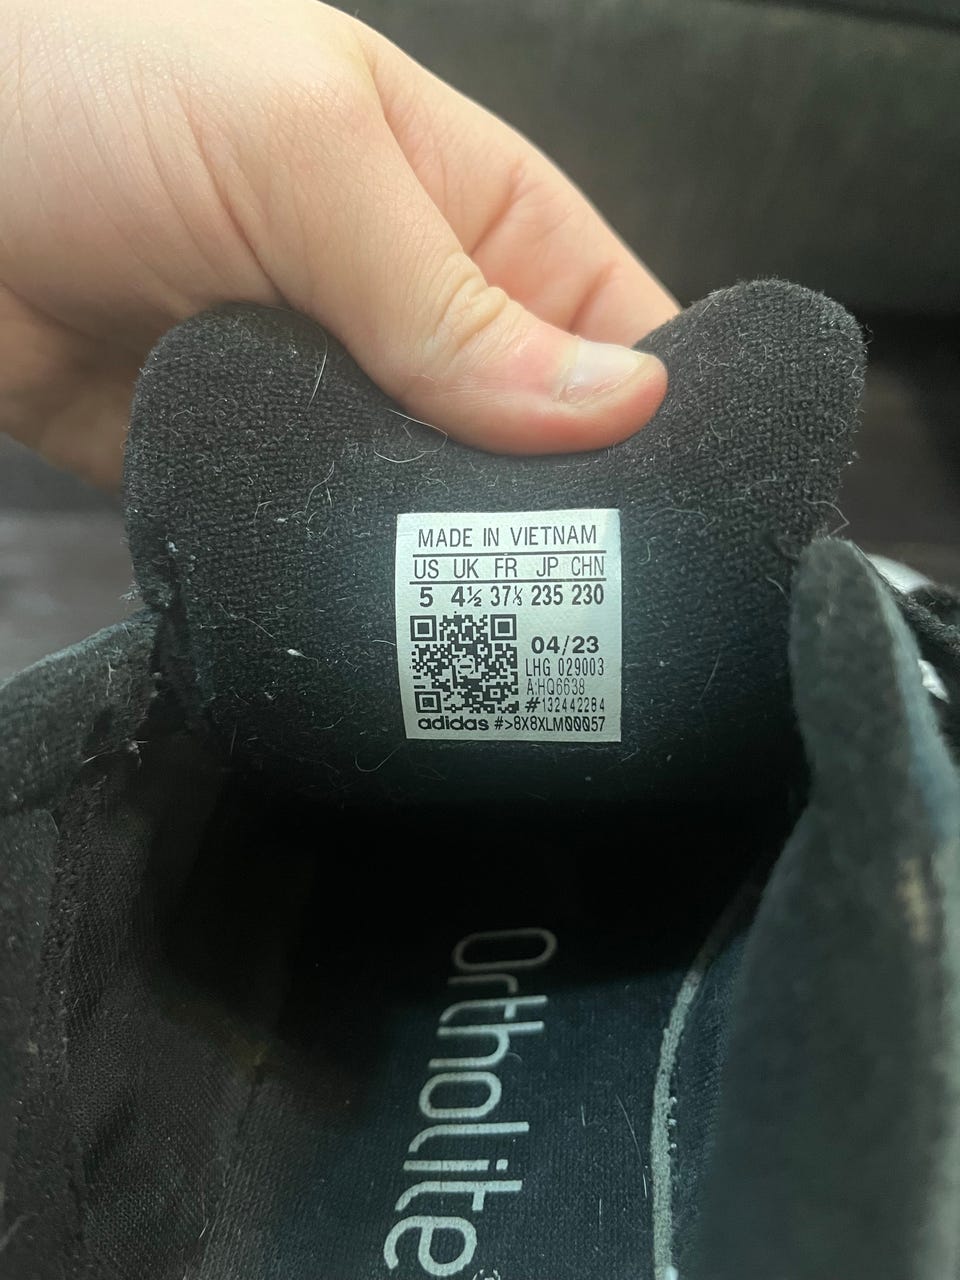 MADE IN VIETNAM
US UK FR JP CHN
5 4½ 37⅓ 235 230
04/23
LHG 029003
A:HQ6638
#132442284
adidas #>8X8XLM00057
Ortholite